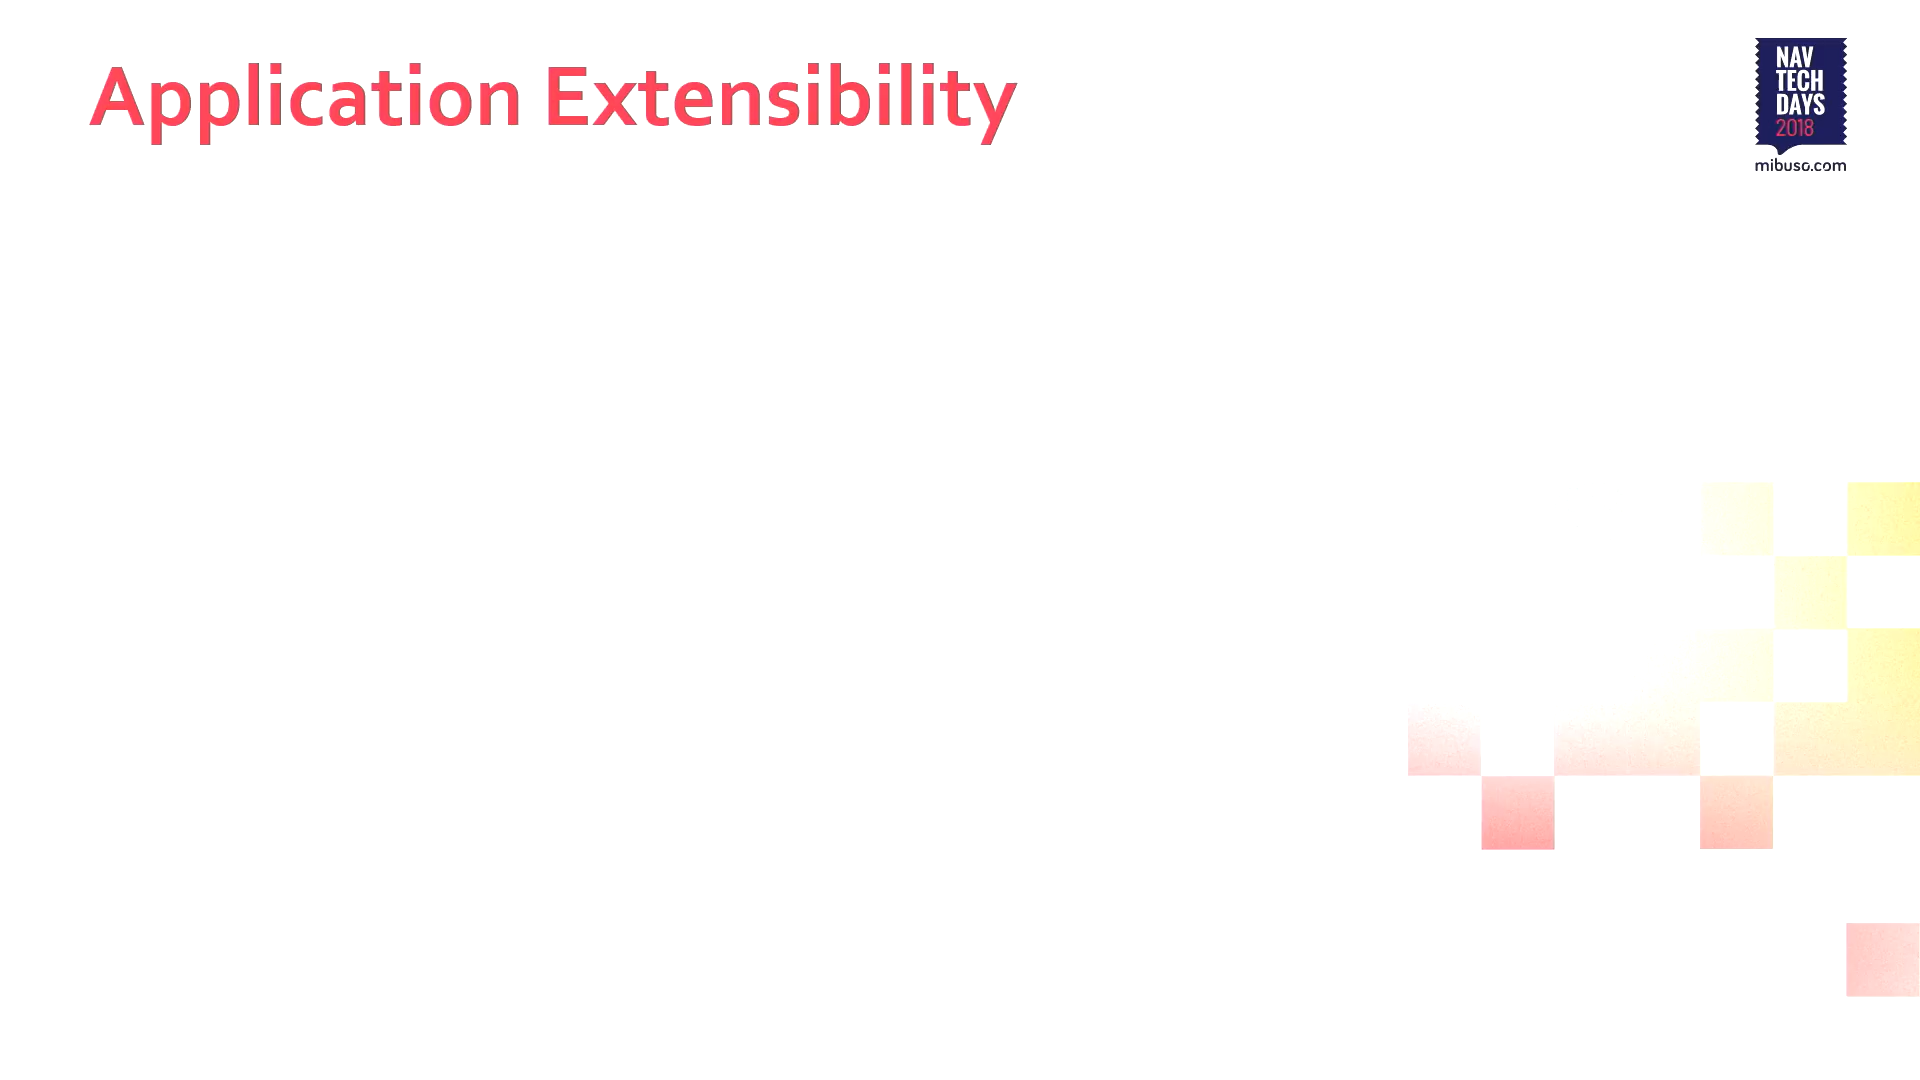 Application Extensibility
NAV
TECH
DAYS
2018
mibuso.com